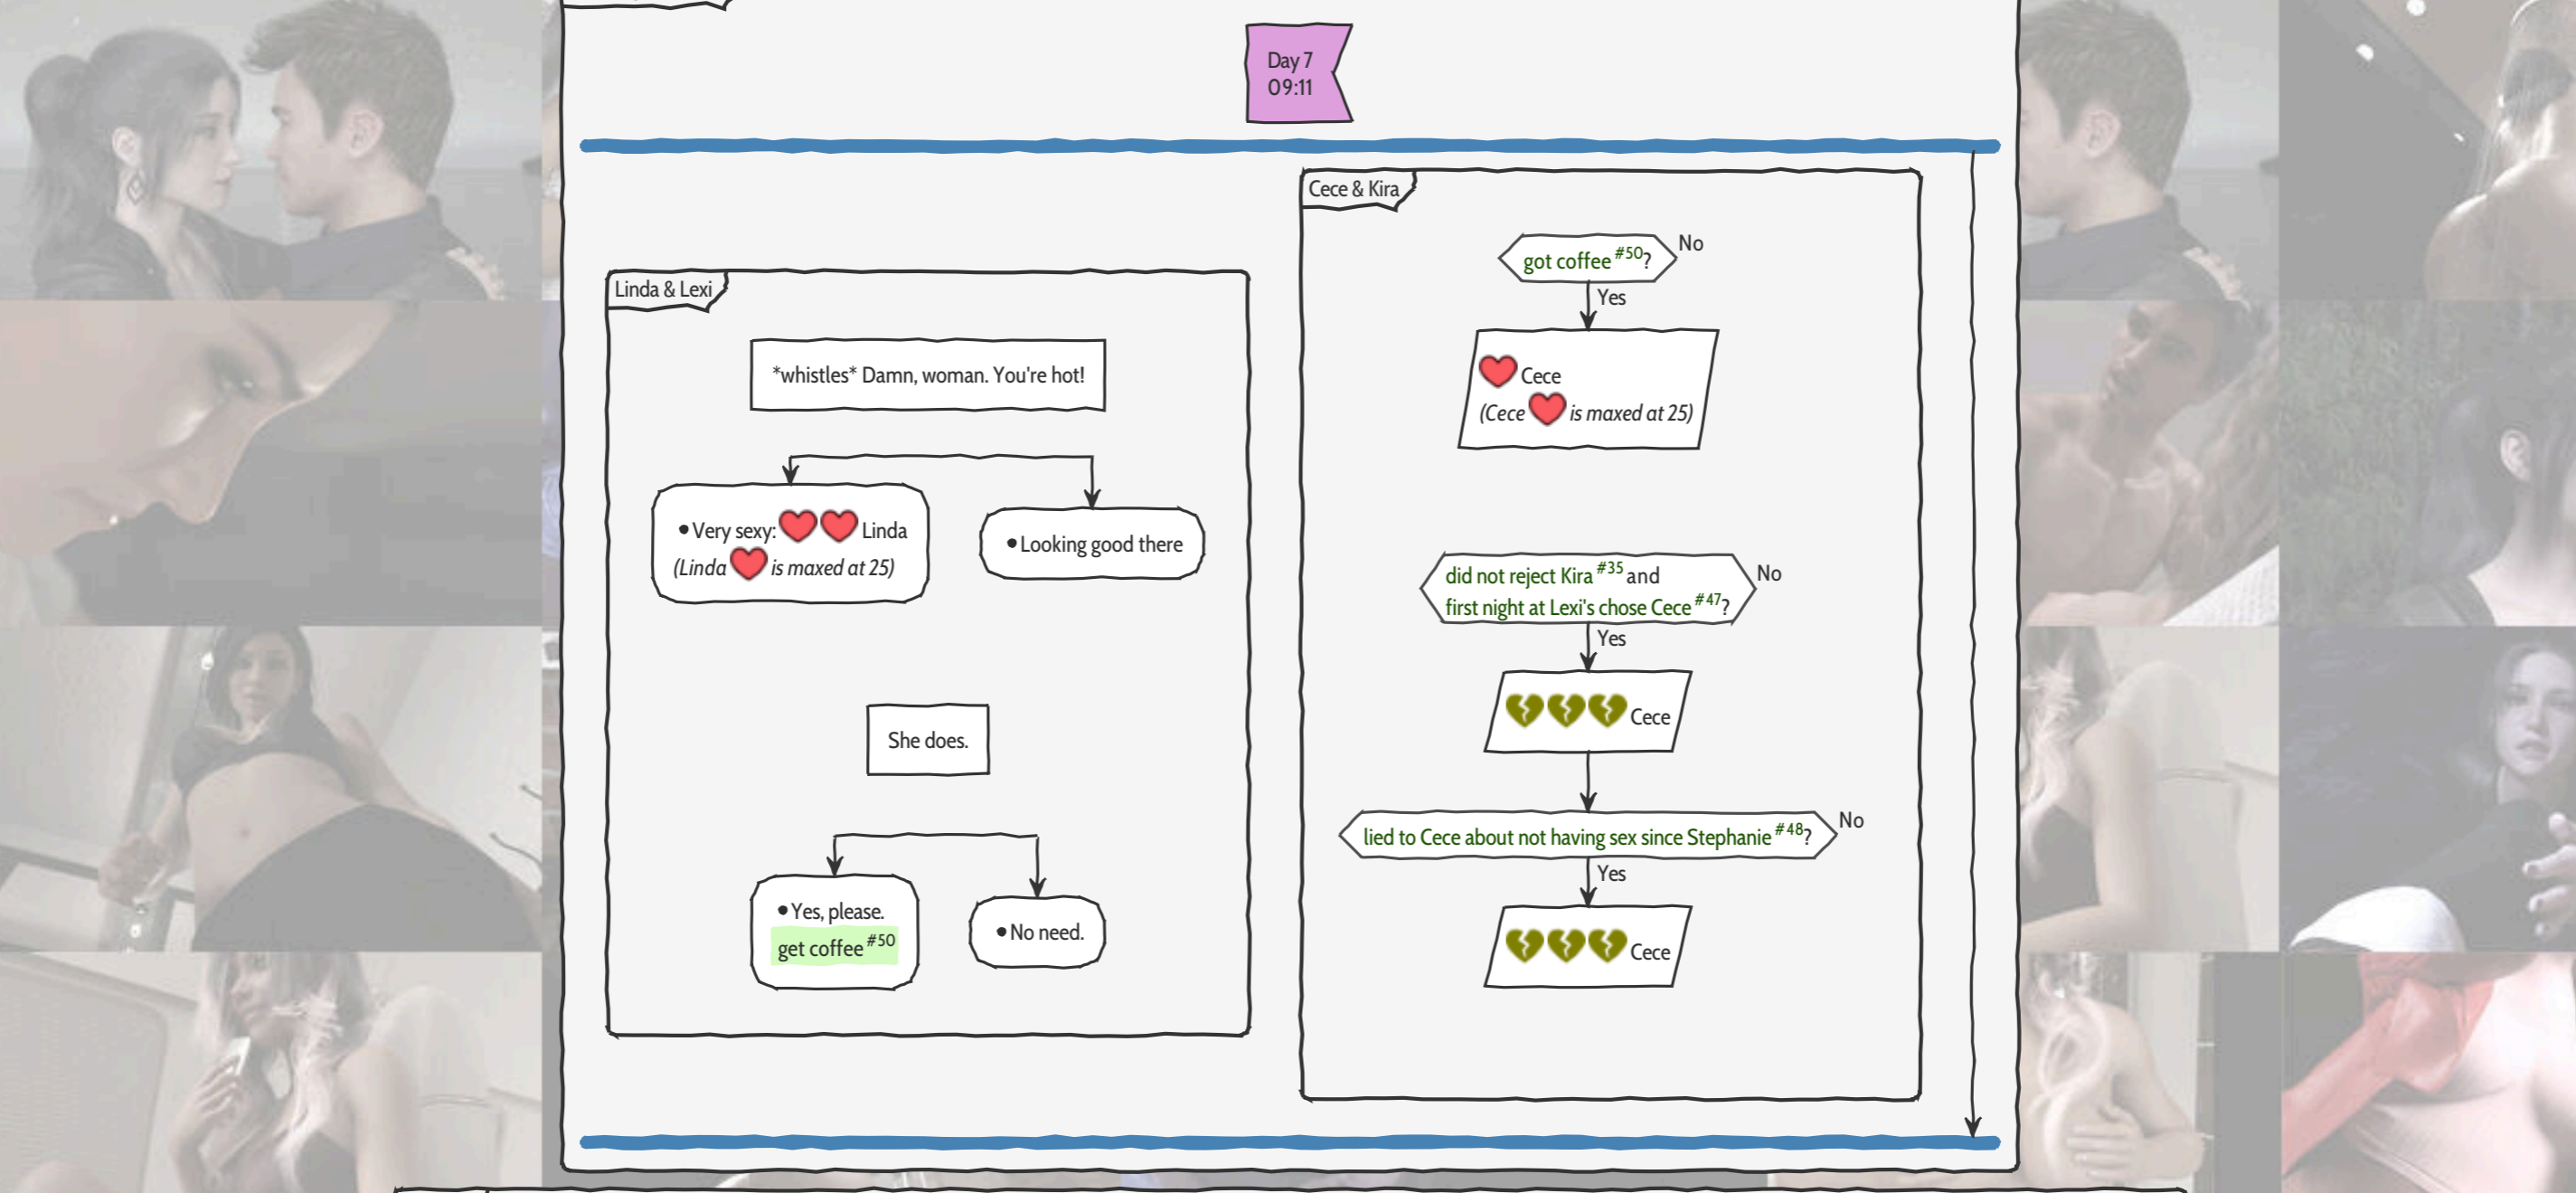 Day 7
09:11
Linda & Lexi
*whistles* Damn, woman. You're hot!
•Very sexy: ❤️❤️ Linda
(Linda ❤️ is maxed at 25)
•Looking good there
She does.
•Yes, please.
get coffee #50
•No need.
Cece & Kira
got coffee #50?
No
Yes
❤️ Cece
(Cece ❤️ is maxed at 25)
did not reject Kira #35 and
first night at Lexi's chose Cece #47?
No
Yes
💔💔💔 Cece
lied to Cece about not having sex since Stephanie #48?
No
Yes
💔💔💔 Cece